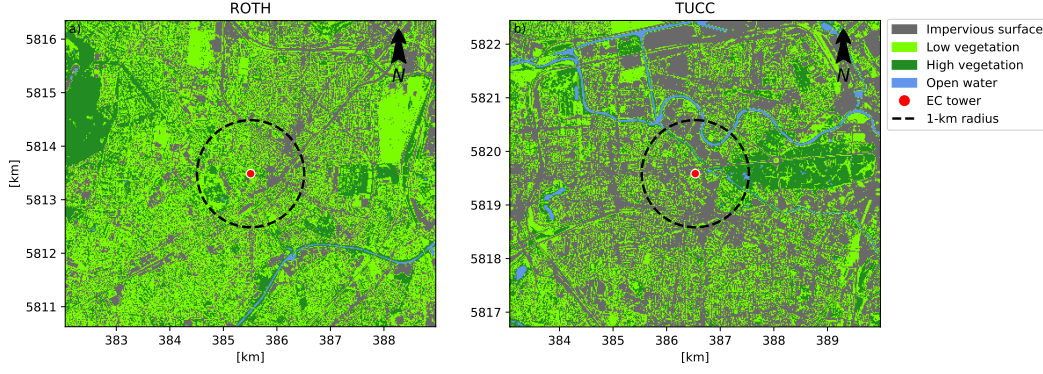 ROTH
a)
N
5816
5815
5814
5813
5812
5811
[km]
383
384
385
386
387
388
[km]
TUCC
b)
N
5822
5821
5820
5819
5818
5817
384
385
386
387
388
389
[km]
Impervious surface
Low vegetation
High vegetation
Open water
EC tower
1-km radius